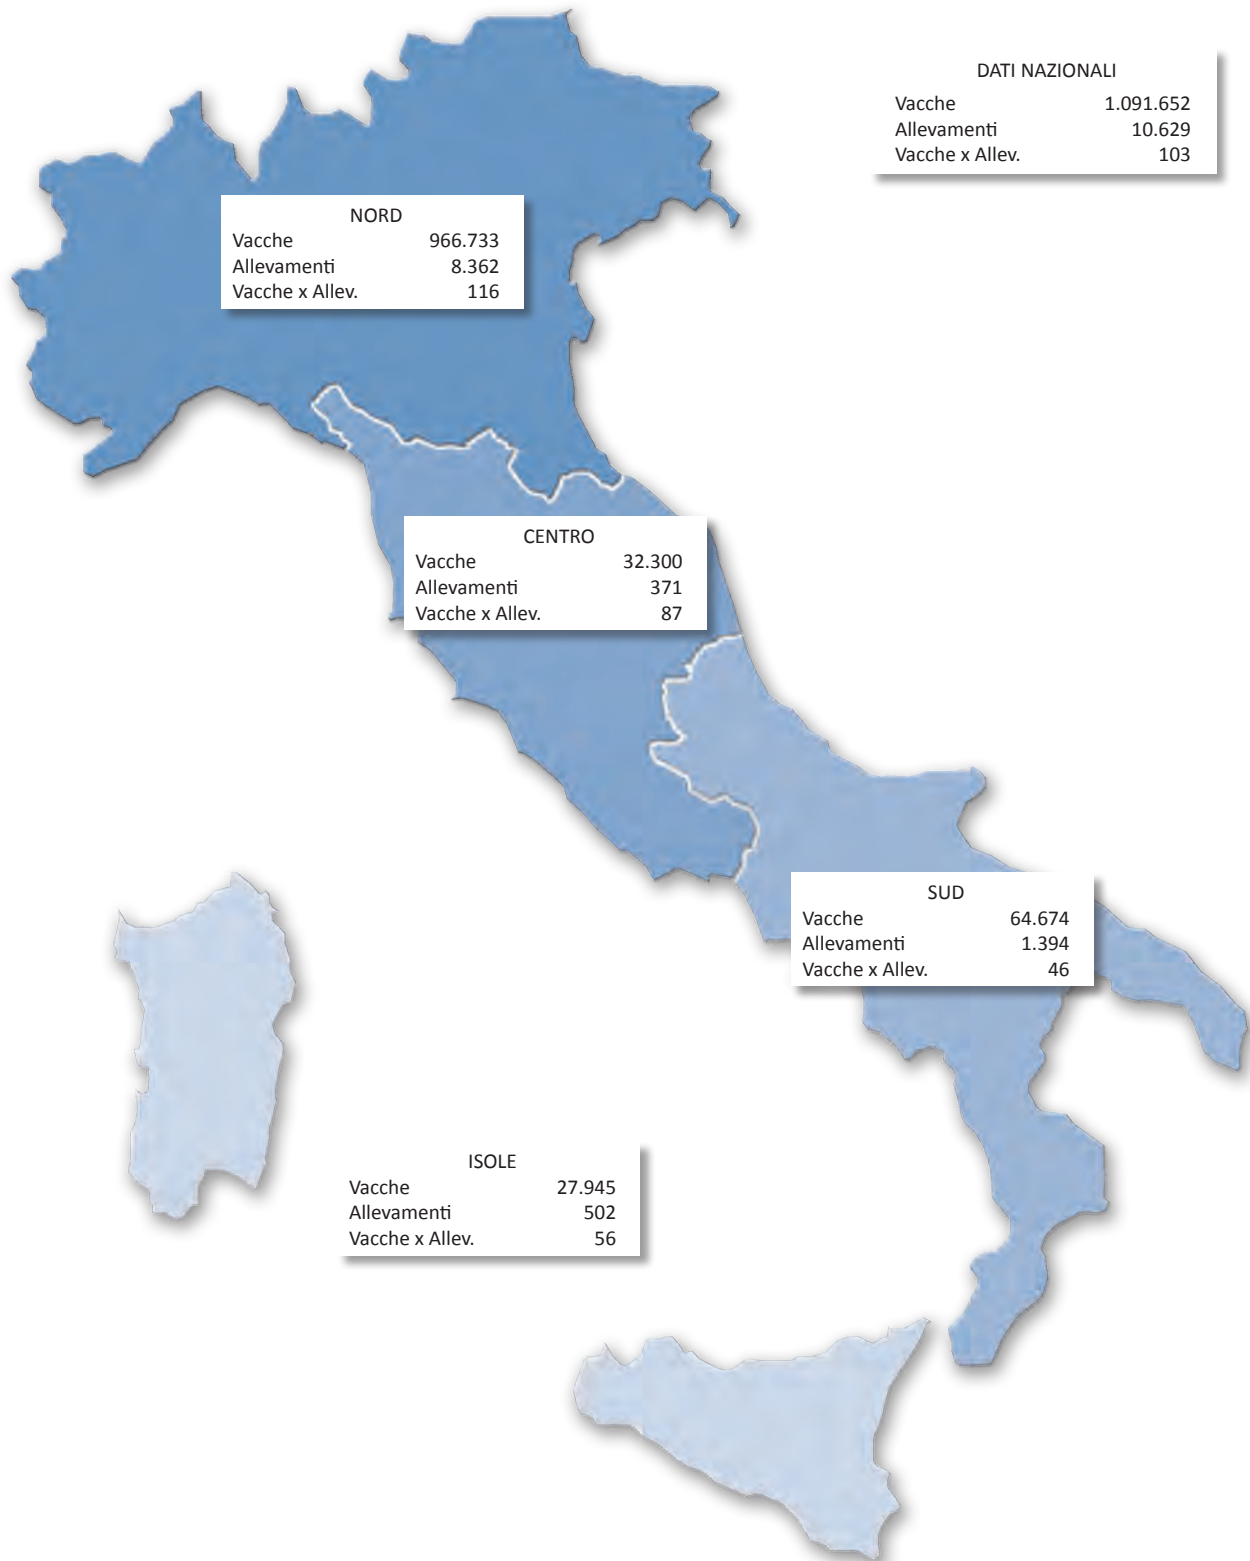 DATI NAZIONALI
Vacche 1.091.652
Allevamenti 10.629
Vacche x Allev. 103
NORD
Vacche 966.733
Allevamenti 8.362
Vacche x Allev. 116
CENTRO
Vacche 32.300
Allevamenti 371
Vacche x Allev. 87
SUD
Vacche 64.674
Allevamenti 1.394
Vacche x Allev. 46
ISOLE
Vacche 27.945
Allevamenti 502
Vacche x Allev. 56